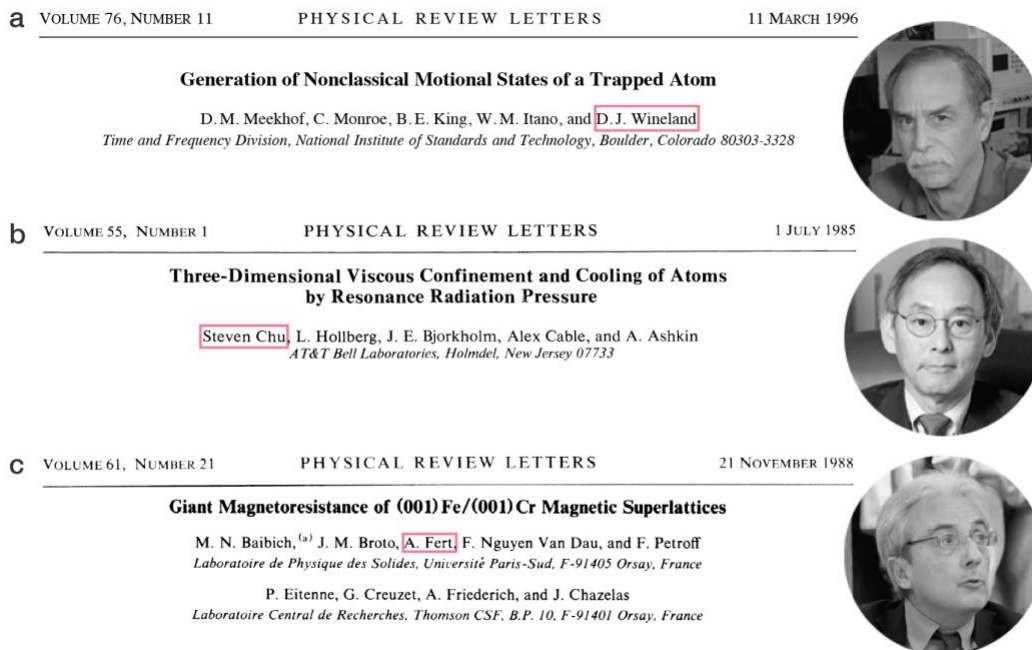 a VOLUME 76, NUMBER 11 PHYSICAL REVIEW LETTERS 11 MARCH 1996
Generation of Nonclassical Motional States of a Trapped Atom
D. M. Meekhof, C. Monroe, B. E. King, W. M. Itano, and D. J. Wineland
Time and Frequency Division, National Institute of Standards and Technology, Boulder, Colorado 80303-3328
b VOLUME 55, NUMBER 1 PHYSICAL REVIEW LETTERS 1 JULY 1985
Three-Dimensional Viscous Confinement and Cooling of Atoms
by Resonance Radiation Pressure
Steven Chu, L. Hollberg, J. E. Bjorkholm, Alex Cable, and A. Ashkin
AT&T Bell Laboratories, Holmdel, New Jersey 07733
c VOLUME 61, NUMBER 21 PHYSICAL REVIEW LETTERS 21 NOVEMBER 1988
Giant Magnetoresistance of (001)Fe/(001)Cr Magnetic Superlattices
M. N. Baibich, (a) J. M. Broto, A. Fert, F. Nguyen Van Dau, and F. Petroff
Laboratoire de Physique des Solides, Université Paris-Sud, F-91405 Orsay, France
P. Eitenne, G. Creuzet, A. Friederich, and J. Chazelas
Laboratoire Central de Recherches, Thomson CSF, B.P. 10, F-91401 Orsay, France